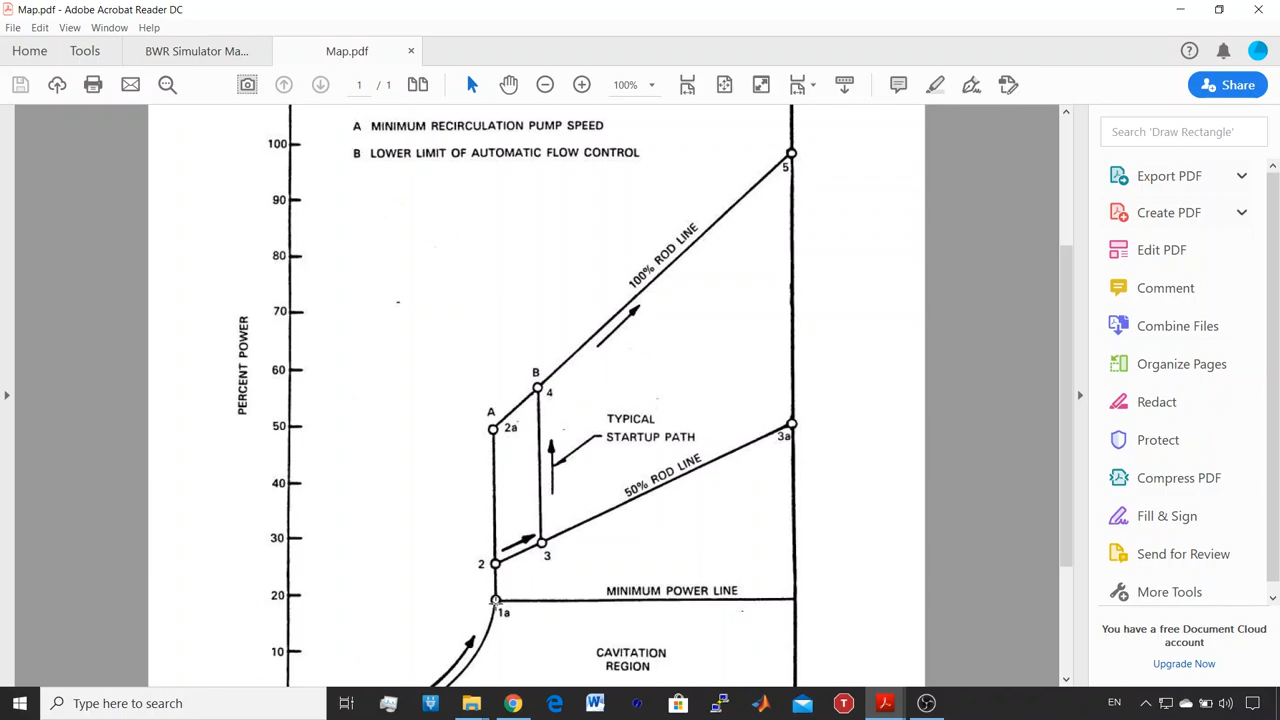 Map.pdf - Adobe Acrobat Reader DC
File Edit View Window Help
Home Tools BWR Simulator Ma... Map.pdf ×
1 / 1 100% Share
A MINIMUM RECIRCULATION PUMP SPEED
B LOWER LIMIT OF AUTOMATIC FLOW CONTROL
100
90
80
70
60
50
40
30
20
10
PERCENT POWER
5
100% ROD LINE
B
4
A
2a
TYPICAL
STARTUP PATH
3a
50% ROD LINE
2
3
MINIMUM POWER LINE
1a
CAVITATION
REGION
Search 'Draw Rectangle'
Export PDF
Create PDF
Edit PDF
Comment
Combine Files
Organize Pages
Redact
Protect
Compress PDF
Fill & Sign
Send for Review
More Tools
You have a free Document Cloud
account
Upgrade Now
Type here to search
EN